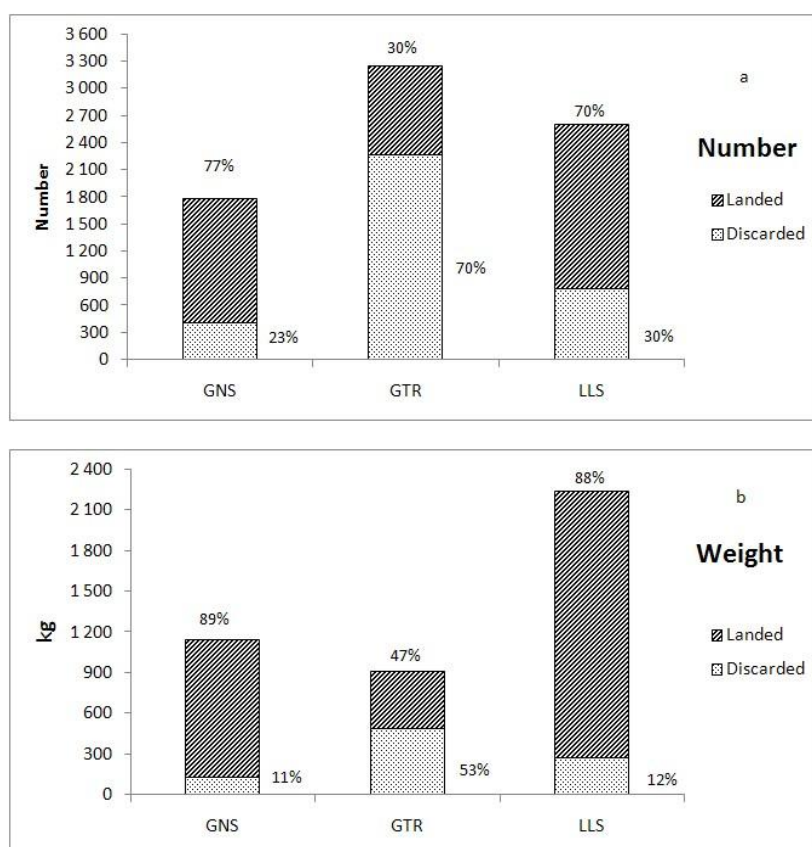 3 600
3 300
3 000
2 700
2 400
2 100
1 800
1 500
1 200
900
600
300
0
Number
77%
23%
30%
70%
70%
30%
GNS
GTR
LLS
a
Number
Landed
Discarded
2 400
2 100
1 800
1 500
1 200
900
600
300
0
kg
89%
11%
47%
53%
88%
12%
GNS
GTR
LLS
b
Weight
Landed
Discarded